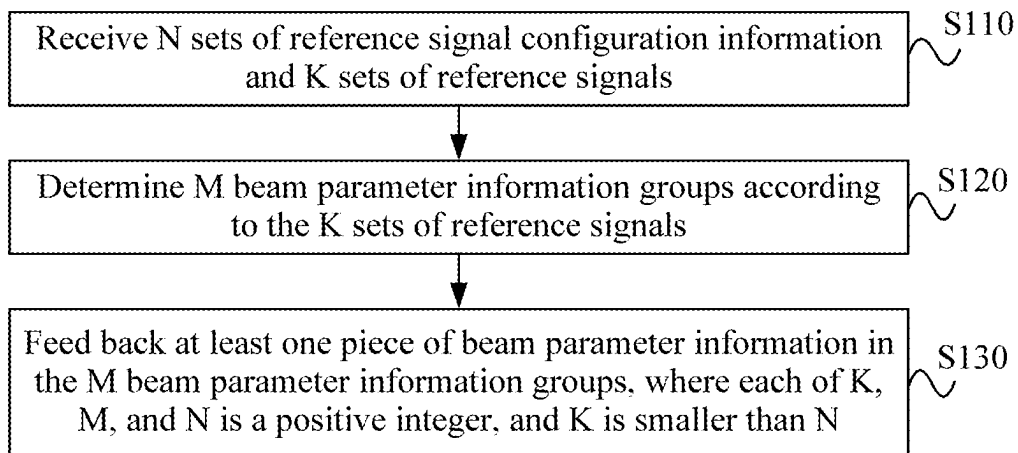 Receive N sets of reference signal configuration information
and K sets of reference signals
S110
Determine M beam parameter information groups according
to the K sets of reference signals
S120
Feed back at least one piece of beam parameter information in
the M beam parameter information groups, where each of K,
M, and N is a positive integer, and K is smaller than N
S130